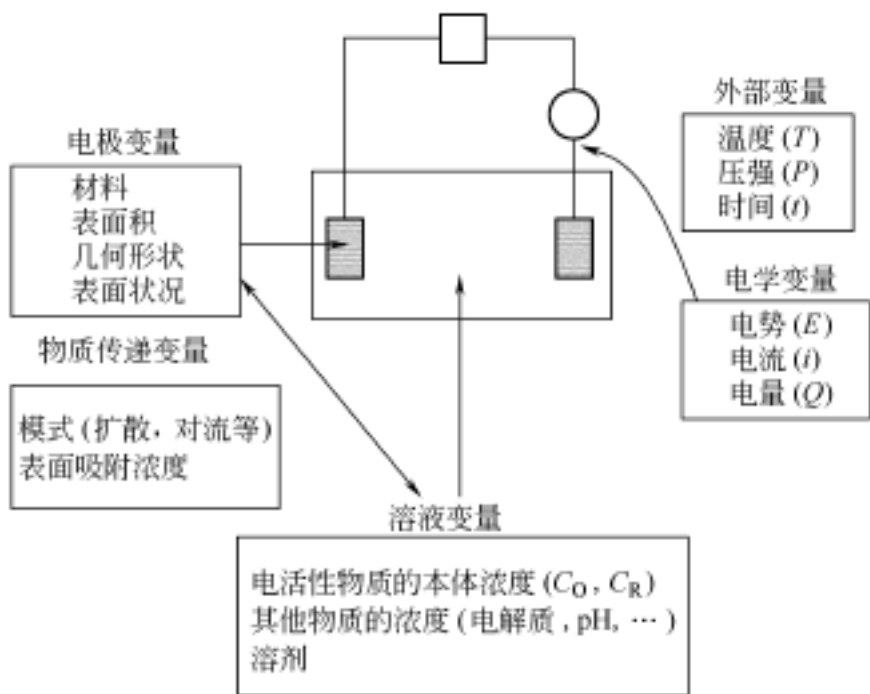 电极变量
材料
表面积
几何形状
表面状况
物质传递变量
模式(扩散，对流等)
表面吸附浓度
外部变量
温度(T)
压强(P)
时间(t)
电学变量
电势(E)
电流(i)
电量(Q)
溶液变量
电活性物质的本体浓度(C_O, C_R)
其他物质的浓度(电解质, pH, …)
溶剂